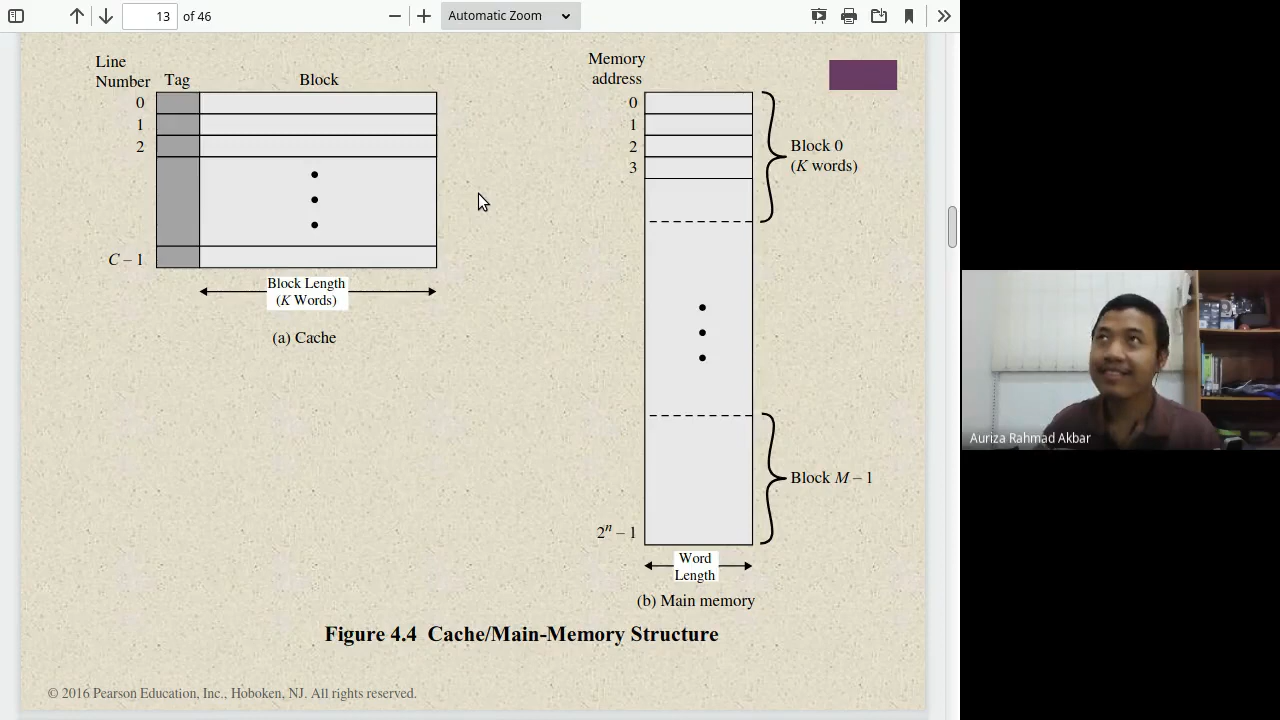 13 of 46
Automatic Zoom
Line
Number Tag Block
0
1
2
C – 1
Block Length
(K Words)
(a) Cache
Memory
address
0
1
2
3
Block 0
(K words)
Block M – 1
2ⁿ – 1
Word
Length
(b) Main memory
Figure 4.4 Cache/Main-Memory Structure
© 2016 Pearson Education, Inc., Hoboken, NJ. All rights reserved.
Auriza Rahmad Akbar